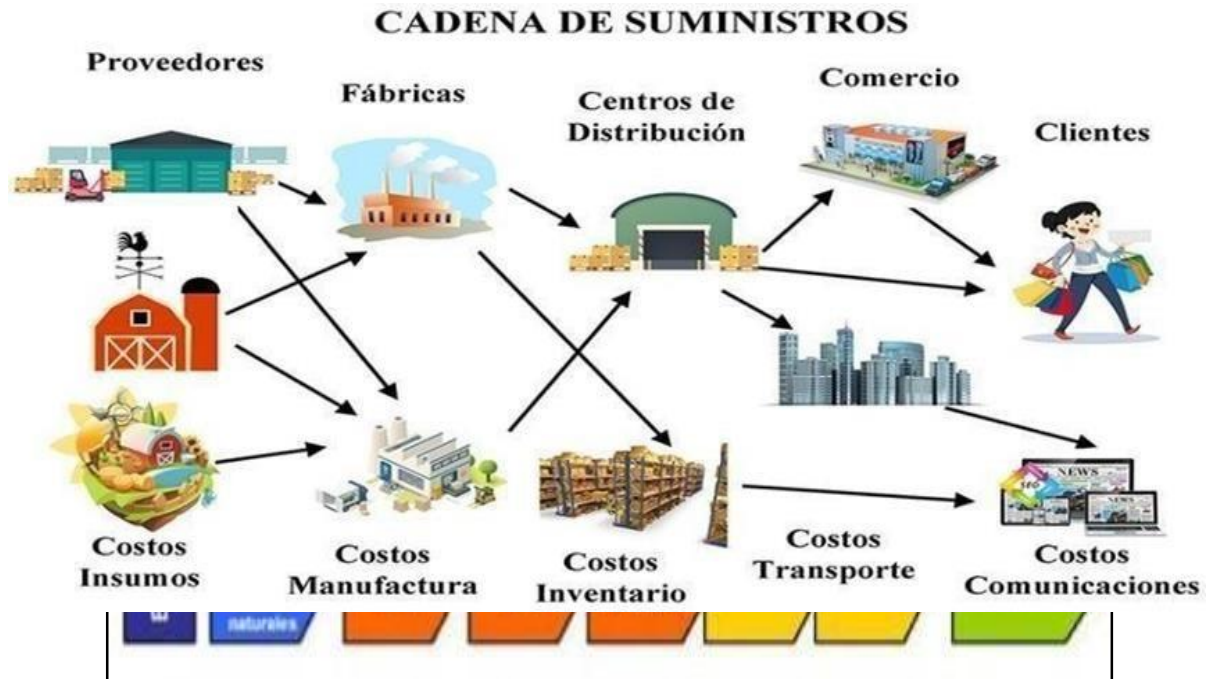 CADENA DE SUMINISTROS
Proveedores
Fábricas
Centros de
Distribución
Comercio
Clientes
NEWS
SEO
NEWS
Costos
Insumos
Costos
Manufactura
Costos
Inventario
Costos
Transporte
Costos
Comunicaciones
naturales